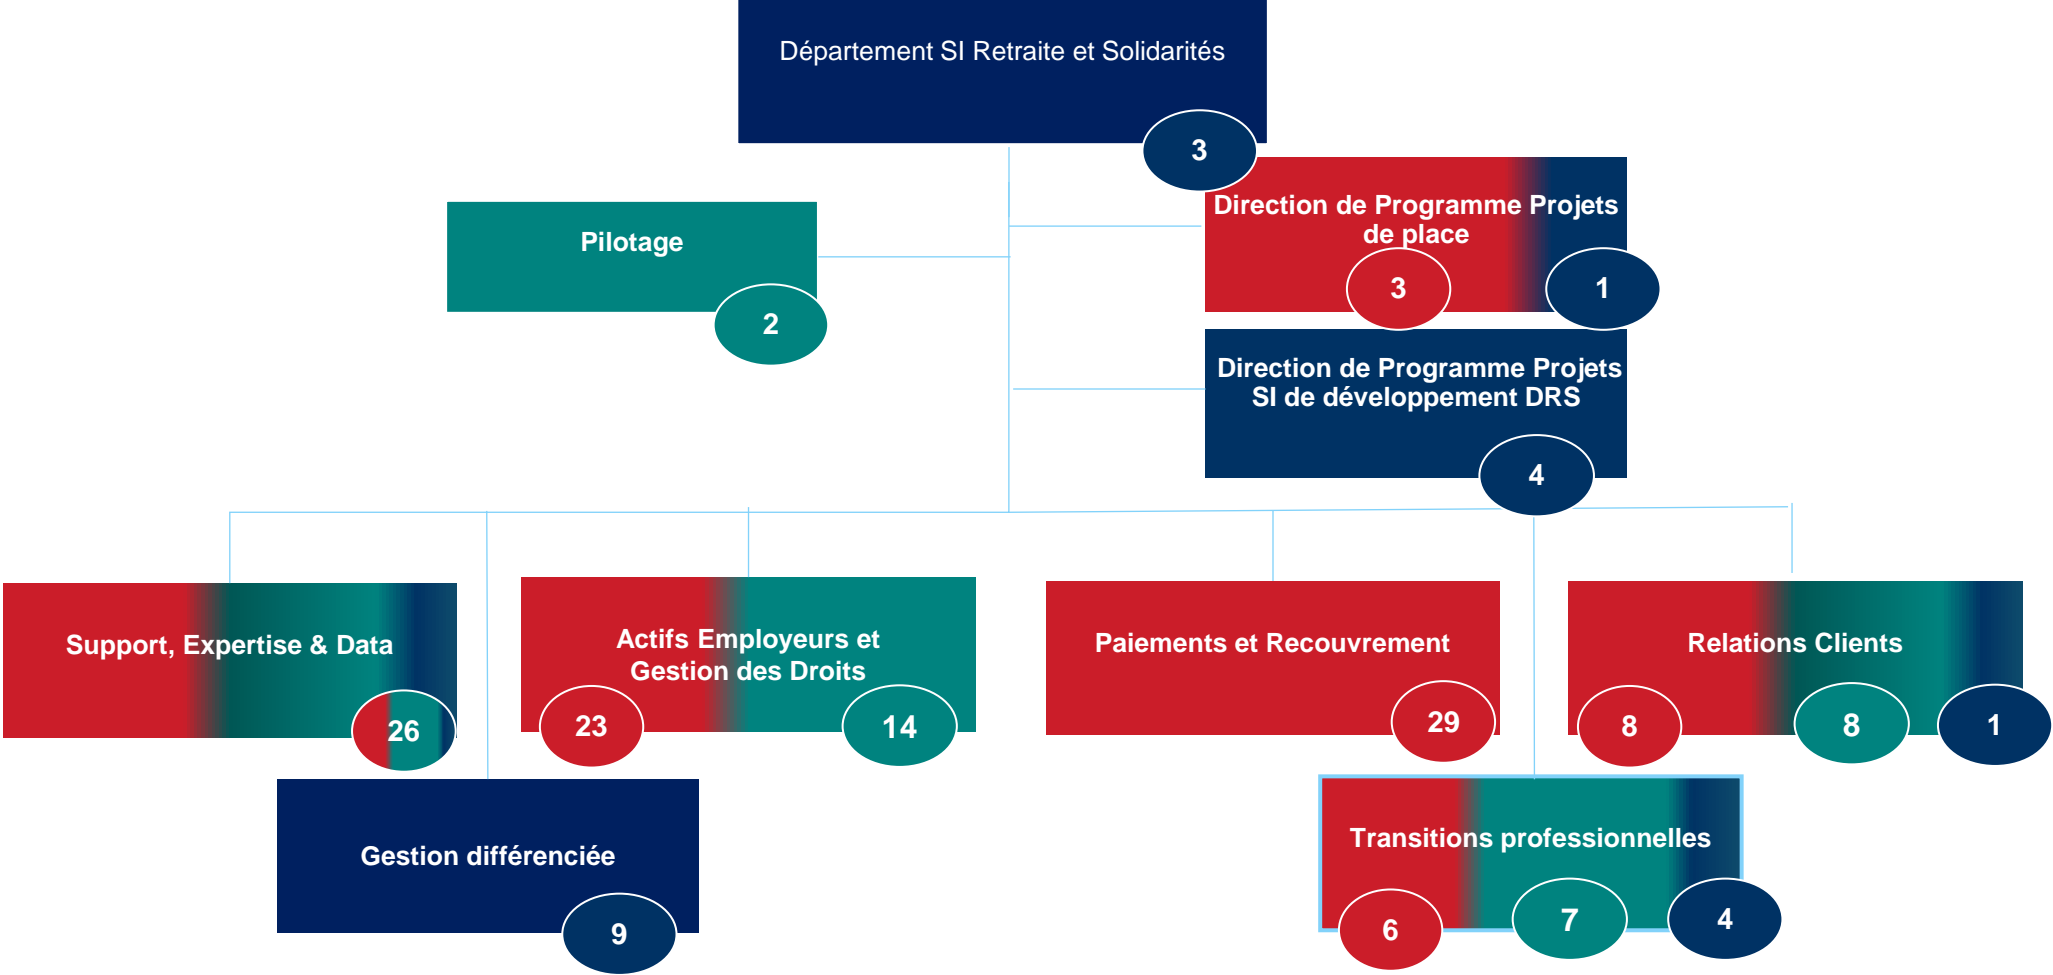 Département SI Retraite et Solidarités
3
Direction de Programme Projets
de place
3
1
Pilotage
2
Direction de Programme Projets
SI de développement DRS
4
Support, Expertise & Data
26
Actifs Employeurs et
Gestion des Droits
23
14
Paiements et Recouvrement
29
Relations Clients
8
8
1
Gestion différenciée
9
Transitions professionnelles
6
7
4